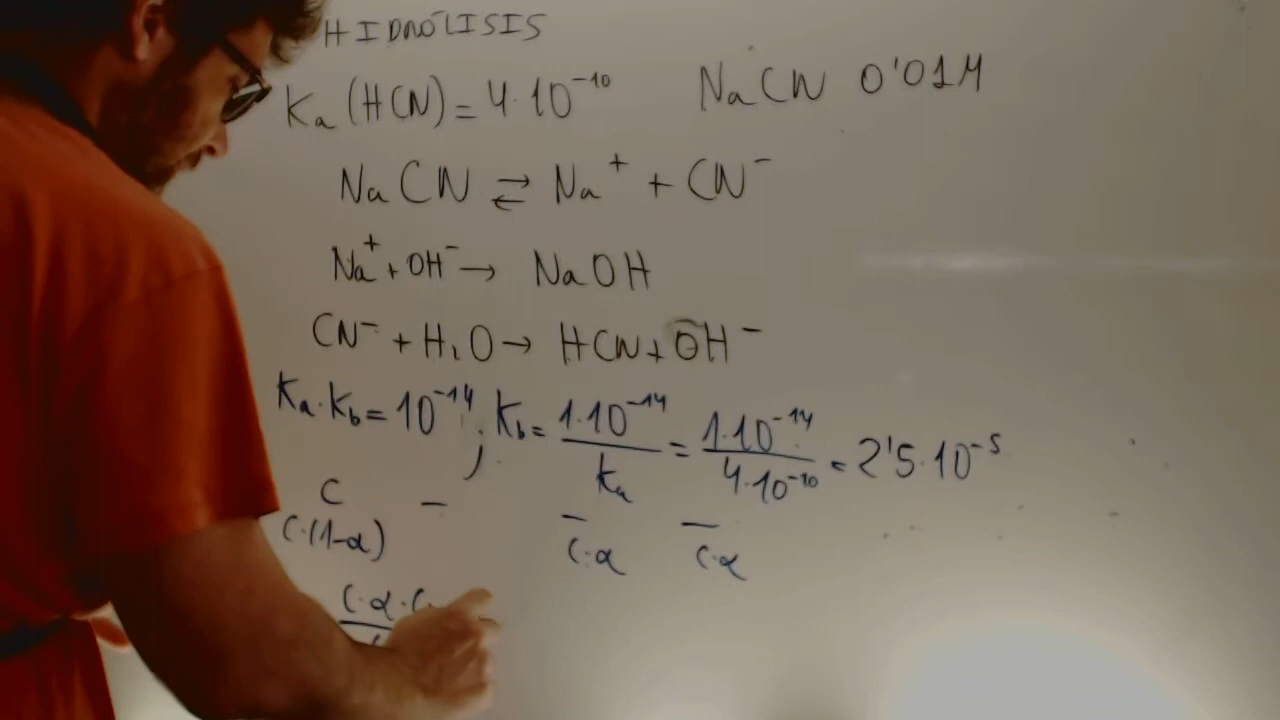 HIDRÓLISIS
Ka (HCN) = 4·10⁻¹⁰ NaCN 0'01M
NaCN ⇌ Na⁺ + CN⁻
Na⁺ + OH⁻ → NaOH
CN⁻ + H₂O → HCN + OH⁻
Ka·Kb = 10⁻¹⁴ ; Kb = 1·10⁻¹⁴ / Ka = 1·10⁻¹⁴ / 4·10⁻¹⁰ = 2'5·10⁻⁵
C – – –
C·(1-α) C·α C·α
C·α·C